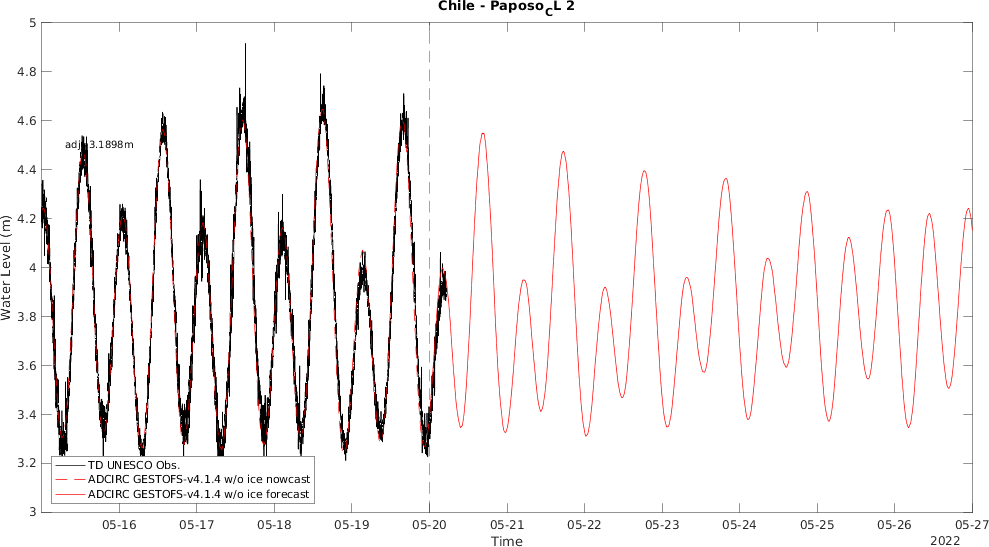 Chile - Paposo_CL 2
5
4.8
4.6
4.4
4.2
4
3.8
3.6
3.4
3.2
3
Water Level (m)
adj: 3.1898m
TD UNESCO Obs.
ADCIRC GESTOFS-v4.1.4 w/o ice nowcast
ADCIRC GESTOFS-v4.1.4 w/o ice forecast
05-16 05-17 05-18 05-19 05-20 05-21 05-22 05-23 05-24 05-25 05-26 05-27
Time
2022